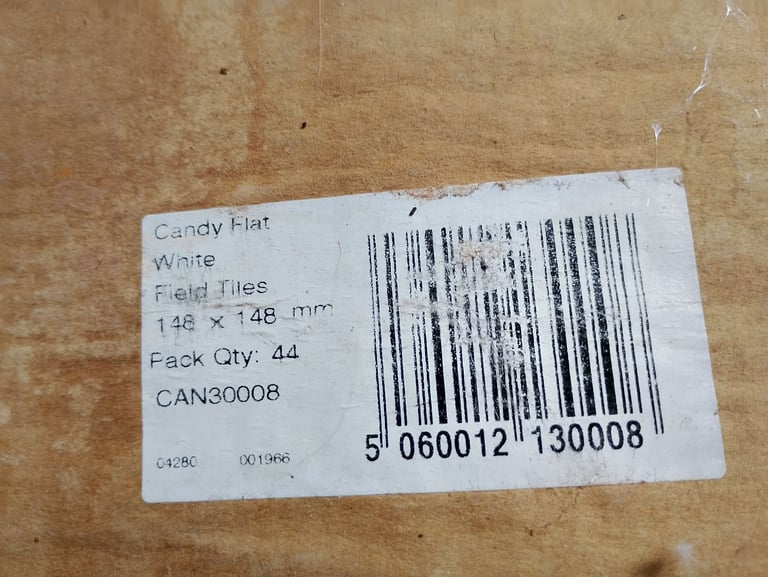 Candy Flat
White
Field Tiles
148 x 148 mm
Pack Qty: 44
CAN30008
04280 001966
5 060012 130008